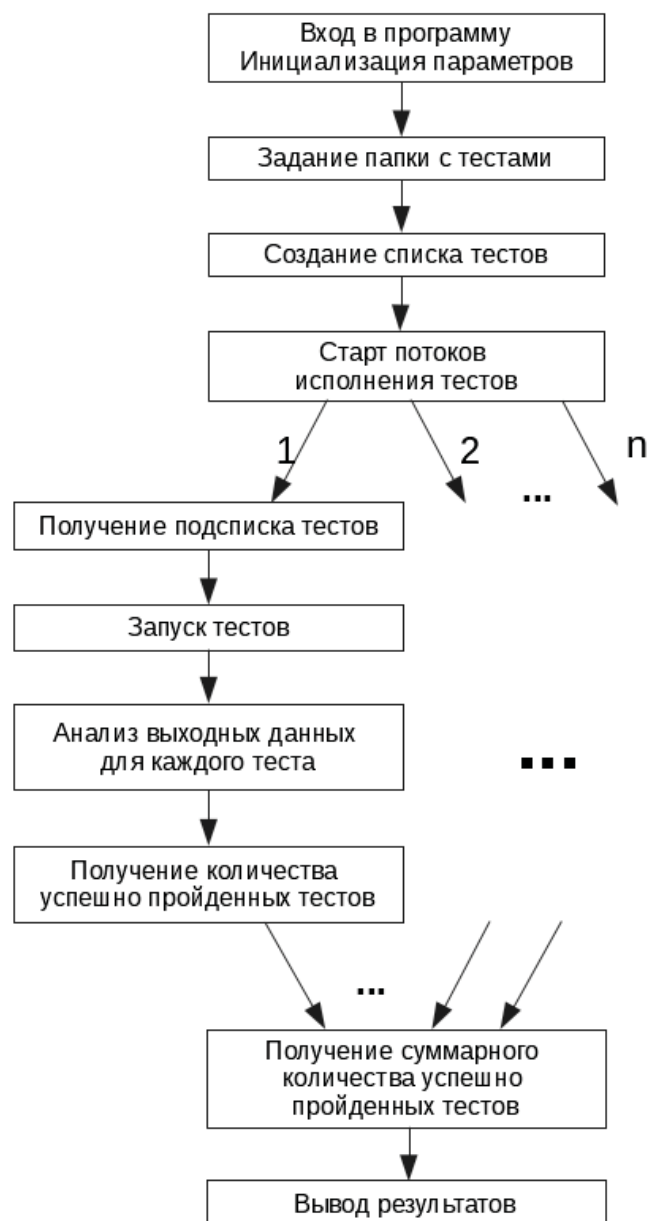 Вход в программу
Инициализация параметров
Задание папки с тестами
Создание списка тестов
Старт потоков
исполнения тестов
1
2
...
n
Получение подсписка тестов
Запуск тестов
Анализ выходных данных
для каждого теста
...
Получение количества
успешно пройденных тестов
...
Получение суммарного
количества успешно
пройденных тестов
Вывод результатов